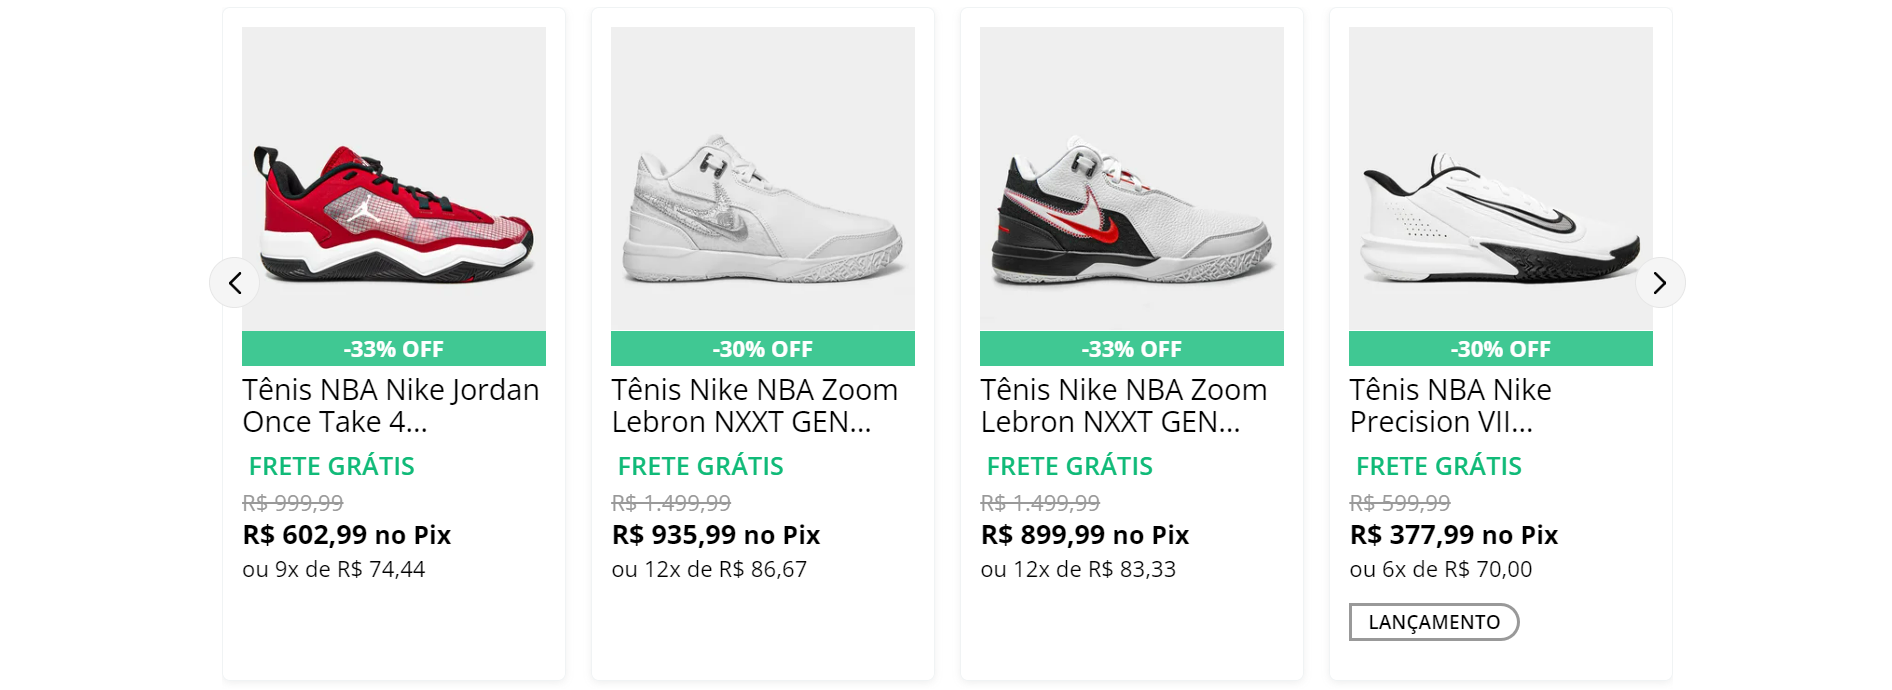 -33% OFF
Tênis NBA Nike Jordan
Once Take 4...
FRETE GRÁTIS
R$ 999,99
R$ 602,99 no Pix
ou 9x de R$ 74,44
-30% OFF
Tênis Nike NBA Zoom
Lebron NXXT GEN...
FRETE GRÁTIS
R$ 1.499,99
R$ 935,99 no Pix
ou 12x de R$ 86,67
-33% OFF
Tênis Nike NBA Zoom
Lebron NXXT GEN...
FRETE GRÁTIS
R$ 1.499,99
R$ 899,99 no Pix
ou 12x de R$ 83,33
-30% OFF
Tênis NBA Nike
Precision VII...
FRETE GRÁTIS
R$ 599,99
R$ 377,99 no Pix
ou 6x de R$ 70,00
LANÇAMENTO